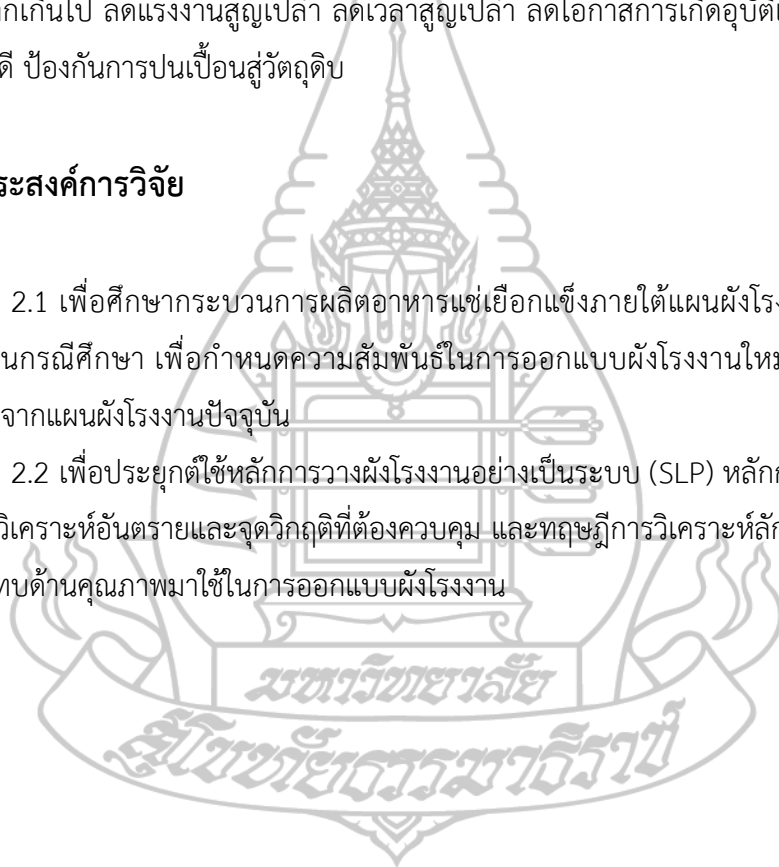 กเกินไป ลดแรงงานสูญเปล่า ลดเวลาสูญเปล่า ลดโอกาสการเกิดอุบัติเ
ดี ป้องกันการปนเปื้อนสู่วัตถุดิบ
ระสงค์การวิจัย
2.1 เพื่อศึกษากระบวนการผลิตอาหารแช่เยือกแข็งภายใต้แผนผังโรง
นกรณีศึกษา เพื่อกำหนดความสัมพันธ์ในการออกแบบผังโรงงานใหม
จากแผนผังโรงงานปัจจุบัน
2.2 เพื่อประยุกต์ใช้หลักการวางผังโรงงานอย่างเป็นระบบ (SLP) หลักก
วิเคราะห์อันตรายและจุดวิกฤติที่ต้องควบคุม และทฤษฎีการวิเคราะห์ลัก
ทบด้านคุณภาพมาใช้ในการออกแบบผังโรงงาน
มหาวิทยาลัย
สุโขทัยธรรมาธิราช